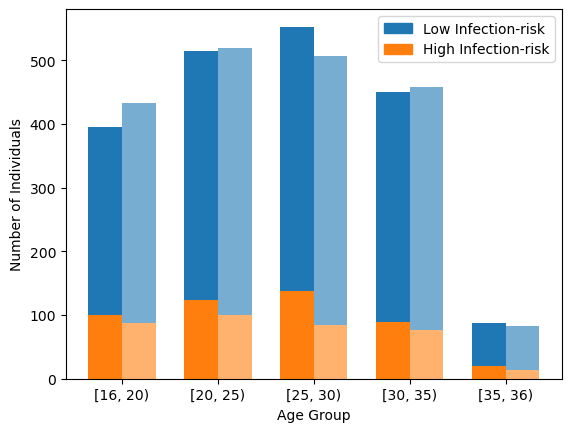 Low Infection-risk
High Infection-risk
Number of Individuals
500
400
300
200
100
0
[16, 20) [20, 25) [25, 30) [30, 35) [35, 36)
Age Group